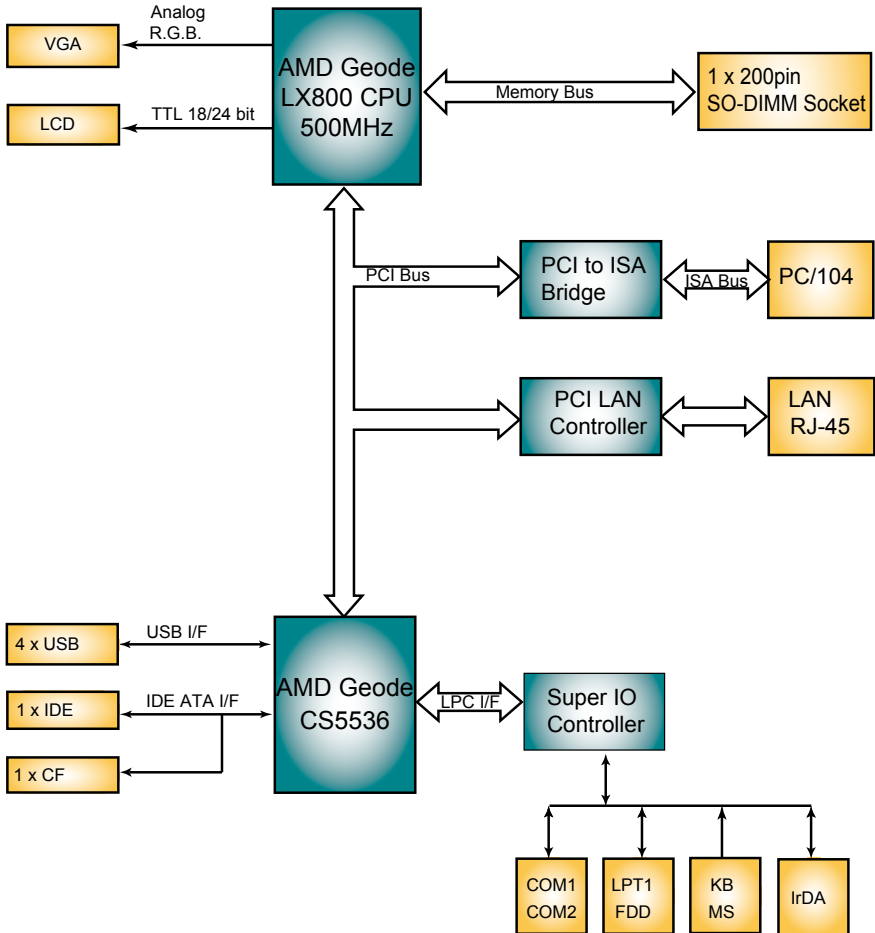 Analog
R.G.B.
VGA
AMD Geode
LX800 CPU
500MHz
Memory Bus
1 x 200pin
SO-DIMM Socket
LCD
TTL 18/24 bit
PCI Bus
PCI to ISA
Bridge
ISA Bus
PC/104
PCI LAN
Controller
LAN
RJ-45
4 x USB
USB I/F
1 x IDE
IDE ATA I/F
1 x CF
AMD Geode
CS5536
LPC I/F
Super IO
Controller
COM1
COM2
LPT1
FDD
KB
MS
IrDA